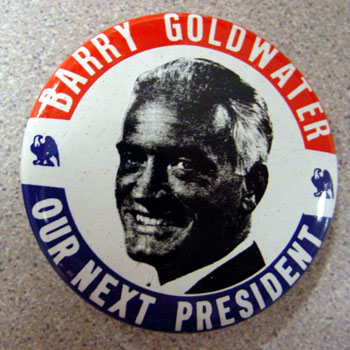 BARRY GOLDWATER
OUR NEXT PRESIDENT